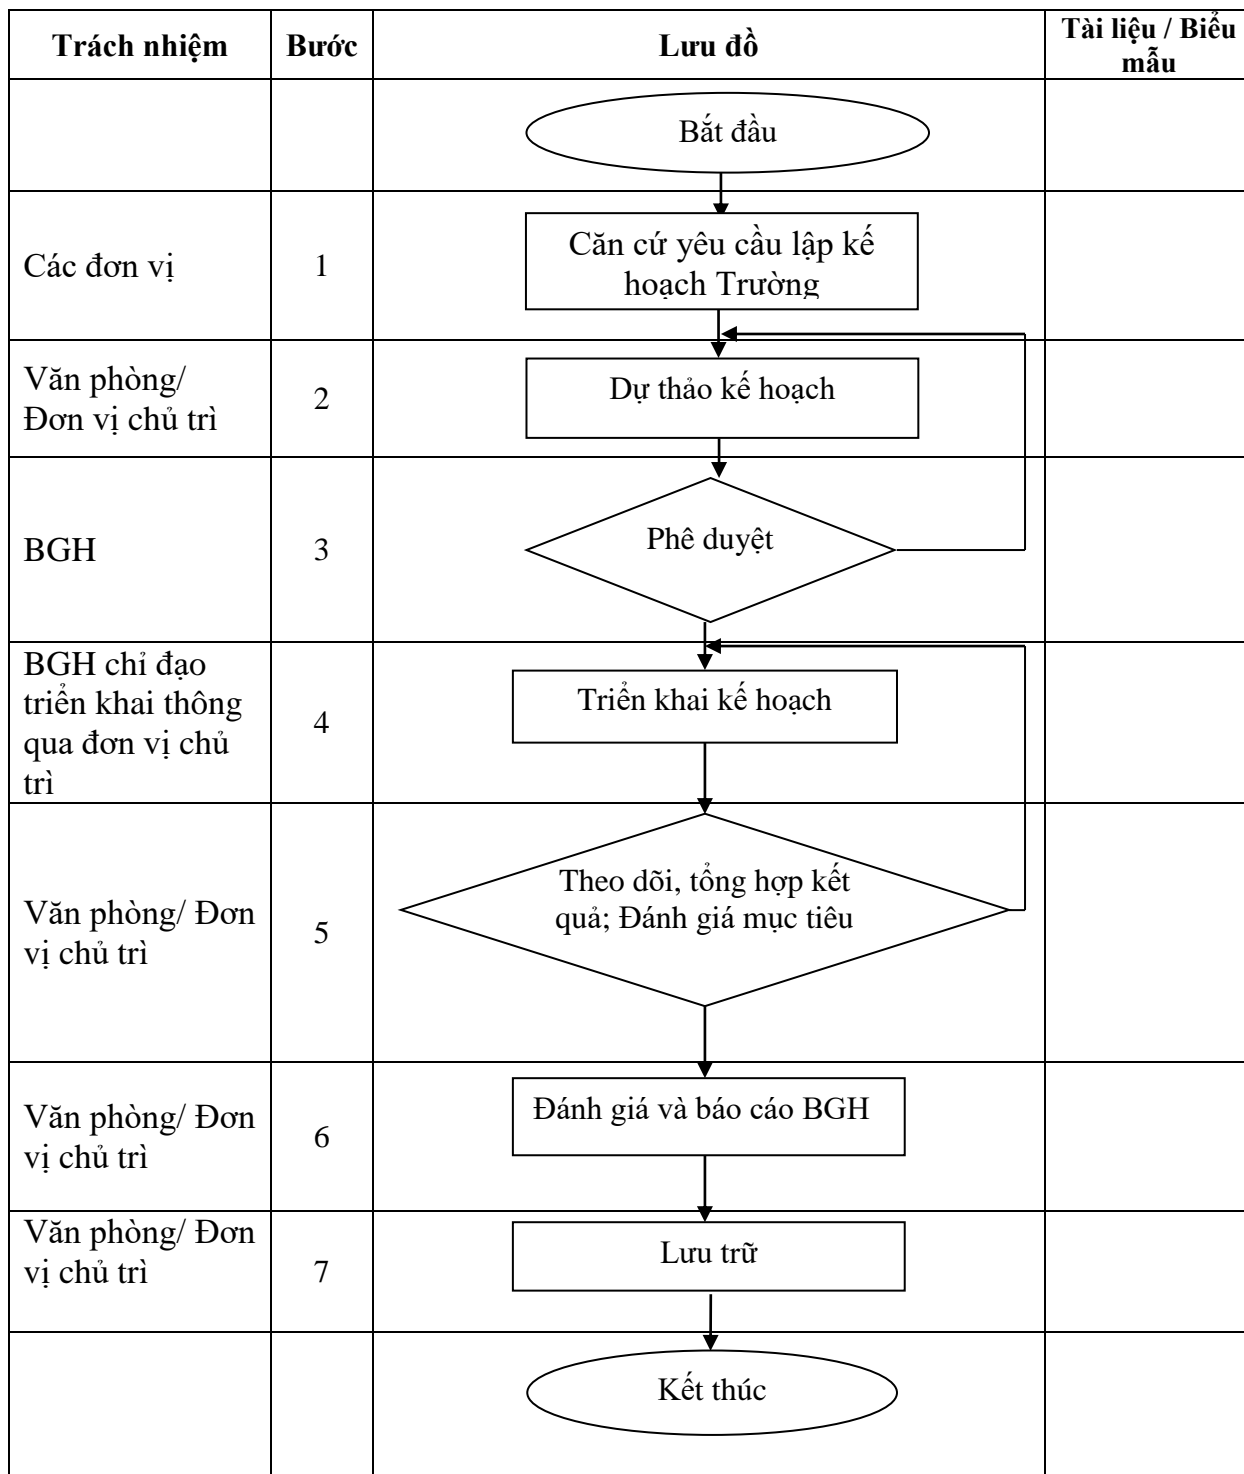 Trách nhiệm
Bước
Lưu đồ
Tài liệu / Biểu
mẫu
Bắt đầu
Các đơn vị
1
Căn cứ yêu cầu lập kế
hoạch Trường
Văn phòng/
Đơn vị chủ trì
2
Dự thảo kế hoạch
BGH
3
Phê duyệt
BGH chỉ đạo
triển khai thông
qua đơn vị chủ
trì
4
Triển khai kế hoạch
Văn phòng/ Đơn
vị chủ trì
5
Theo dõi, tổng hợp kết
quả; Đánh giá mục tiêu
Văn phòng/ Đơn
vị chủ trì
6
Đánh giá và báo cáo BGH
Văn phòng/ Đơn
vị chủ trì
7
Lưu trữ
Kết thúc